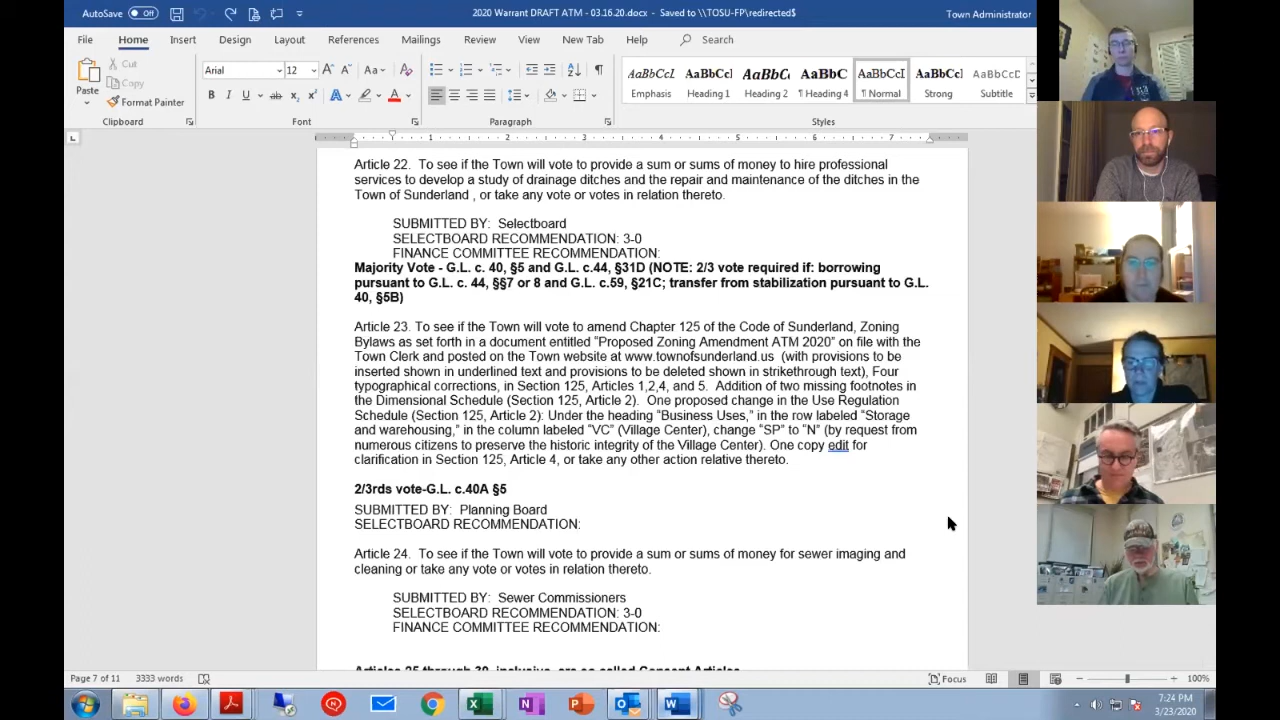 AutoSave Off 2020 Warrant DRAFT ATM - 03.16.20.docx - Saved to \\TOSU-FP\redirected$ Town Administrator
File Home Insert Design Layout References Mailings Review View New Tab Help Search
Cut
Copy
Paste Format Painter
Arial 12
AaBbCcI AaBbCcI AaBbC AaBbC AaBbCcI AaBbCcI AaBbCcD
Emphasis Heading 1 Heading 2 ¶ Heading 4 ¶ Normal Strong Subtitle
Clipboard Font Paragraph Styles
1 2 3 4 5 6 7
Article 22. To see if the Town will vote to provide a sum or sums of money to hire professional
services to develop a study of drainage ditches and the repair and maintenance of the ditches in the
Town of Sunderland , or take any vote or votes in relation thereto.
SUBMITTED BY: Selectboard
SELECTBOARD RECOMMENDATION: 3-0
FINANCE COMMITTEE RECOMMENDATION:
Majority Vote - G.L. c. 40, §5 and G.L. c.44, §31D (NOTE: 2/3 vote required if: borrowing
pursuant to G.L. c. 44, §§7 or 8 and G.L. c.59, §21C; transfer from stabilization pursuant to G.L.
40, §5B)
Article 23. To see if the Town will vote to amend Chapter 125 of the Code of Sunderland, Zoning
Bylaws as set forth in a document entitled “Proposed Zoning Amendment ATM 2020” on file with the
Town Clerk and posted on the Town website at www.townofsunderland.us (with provisions to be
inserted shown in underlined text and provisions to be deleted shown in strikethrough text), Four
typographical corrections, in Section 125, Articles 1,2,4, and 5. Addition of two missing footnotes in
the Dimensional Schedule (Section 125, Article 2). One proposed change in the Use Regulation
Schedule (Section 125, Article 2): Under the heading “Business Uses,” in the row labeled “Storage
and warehousing,” in the column labeled “VC” (Village Center), change “SP” to “N” (by request from
numerous citizens to preserve the historic integrity of the Village Center). One copy edit for
clarification in Section 125, Article 4, or take any other action relative thereto.
2/3rds vote-G.L. c.40A §5
SUBMITTED BY: Planning Board
SELECTBOARD RECOMMENDATION:
Article 24. To see if the Town will vote to provide a sum or sums of money for sewer imaging and
cleaning or take any vote or votes in relation thereto.
SUBMITTED BY: Sewer Commissioners
SELECTBOARD RECOMMENDATION: 3-0
FINANCE COMMITTEE RECOMMENDATION:
Articles 25 through 30, inclusive, are so called Consent Articles
Page 7 of 11 3333 words Focus 100%
7:24 PM
3/23/2020